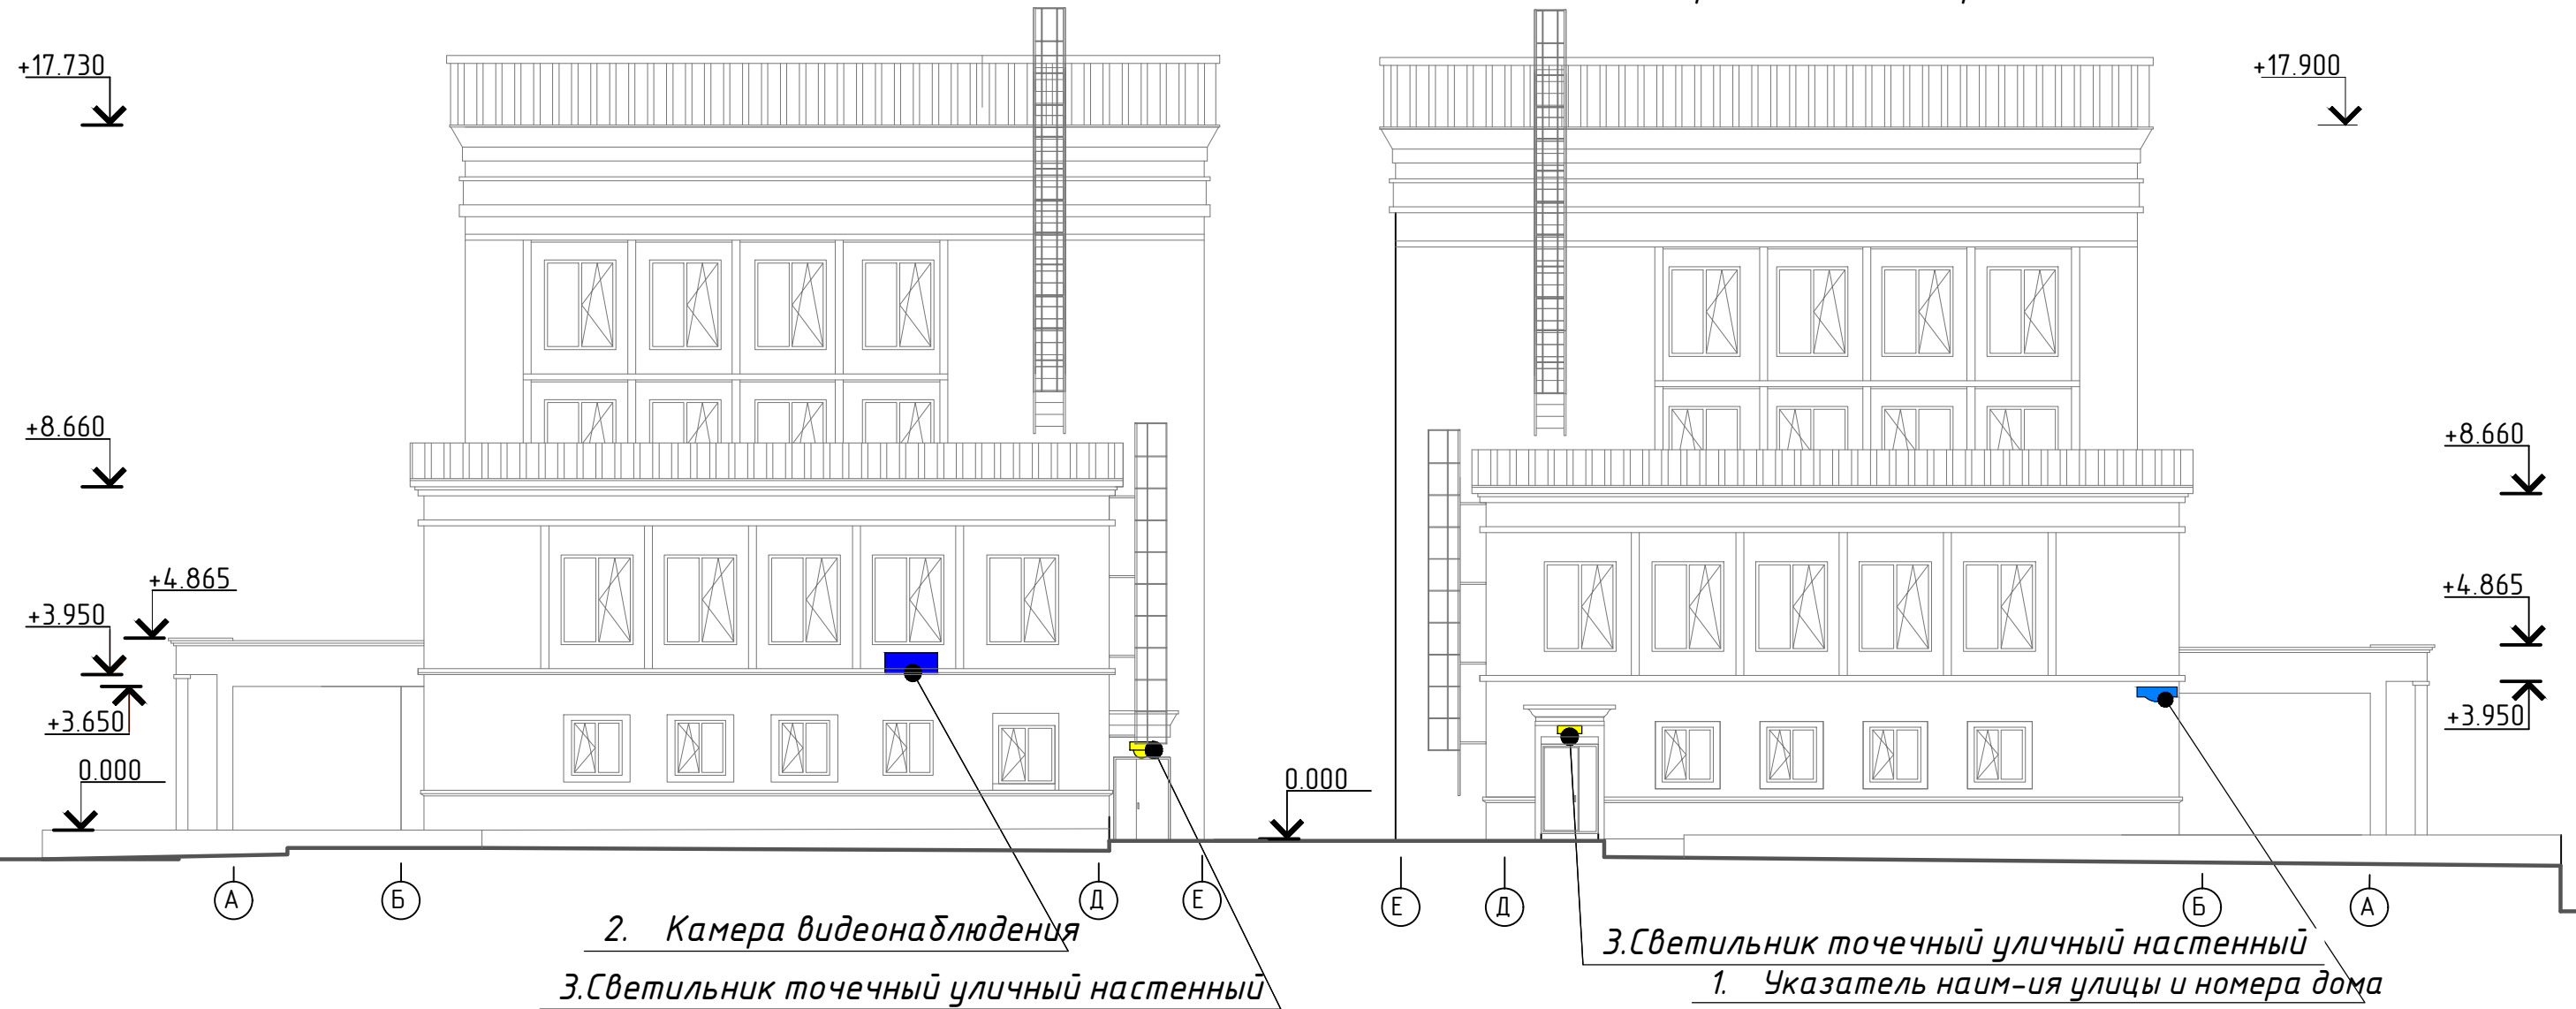 +17.730
+17.900
+8.660
+8.660
+4.865
+4.865
+3.950
+3.650
+3.950
0.000
0.000
А Б Д Е Е Д Б А
2. Камера видеонаблюдения
3.Светильник точечный уличный настенный
3.Светильник точечный уличный настенный
1. Указатель наим-ия улицы и номера дома